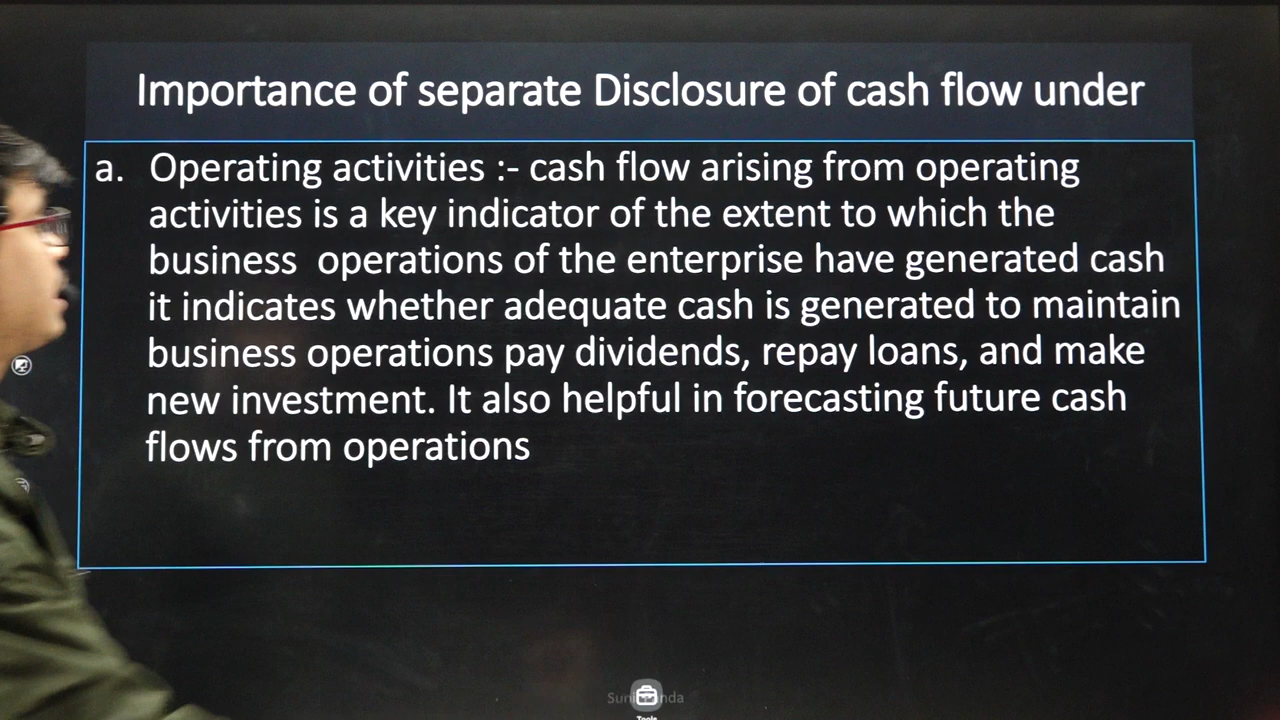 Importance of separate Disclosure of cash flow under
a. Operating activities :- cash flow arising from operating
activities is a key indicator of the extent to which the
business operations of the enterprise have generated cash
it indicates whether adequate cash is generated to maintain
business operations pay dividends, repay loans, and make
new investment. It also helpful in forecasting future cash
flows from operations
Tools